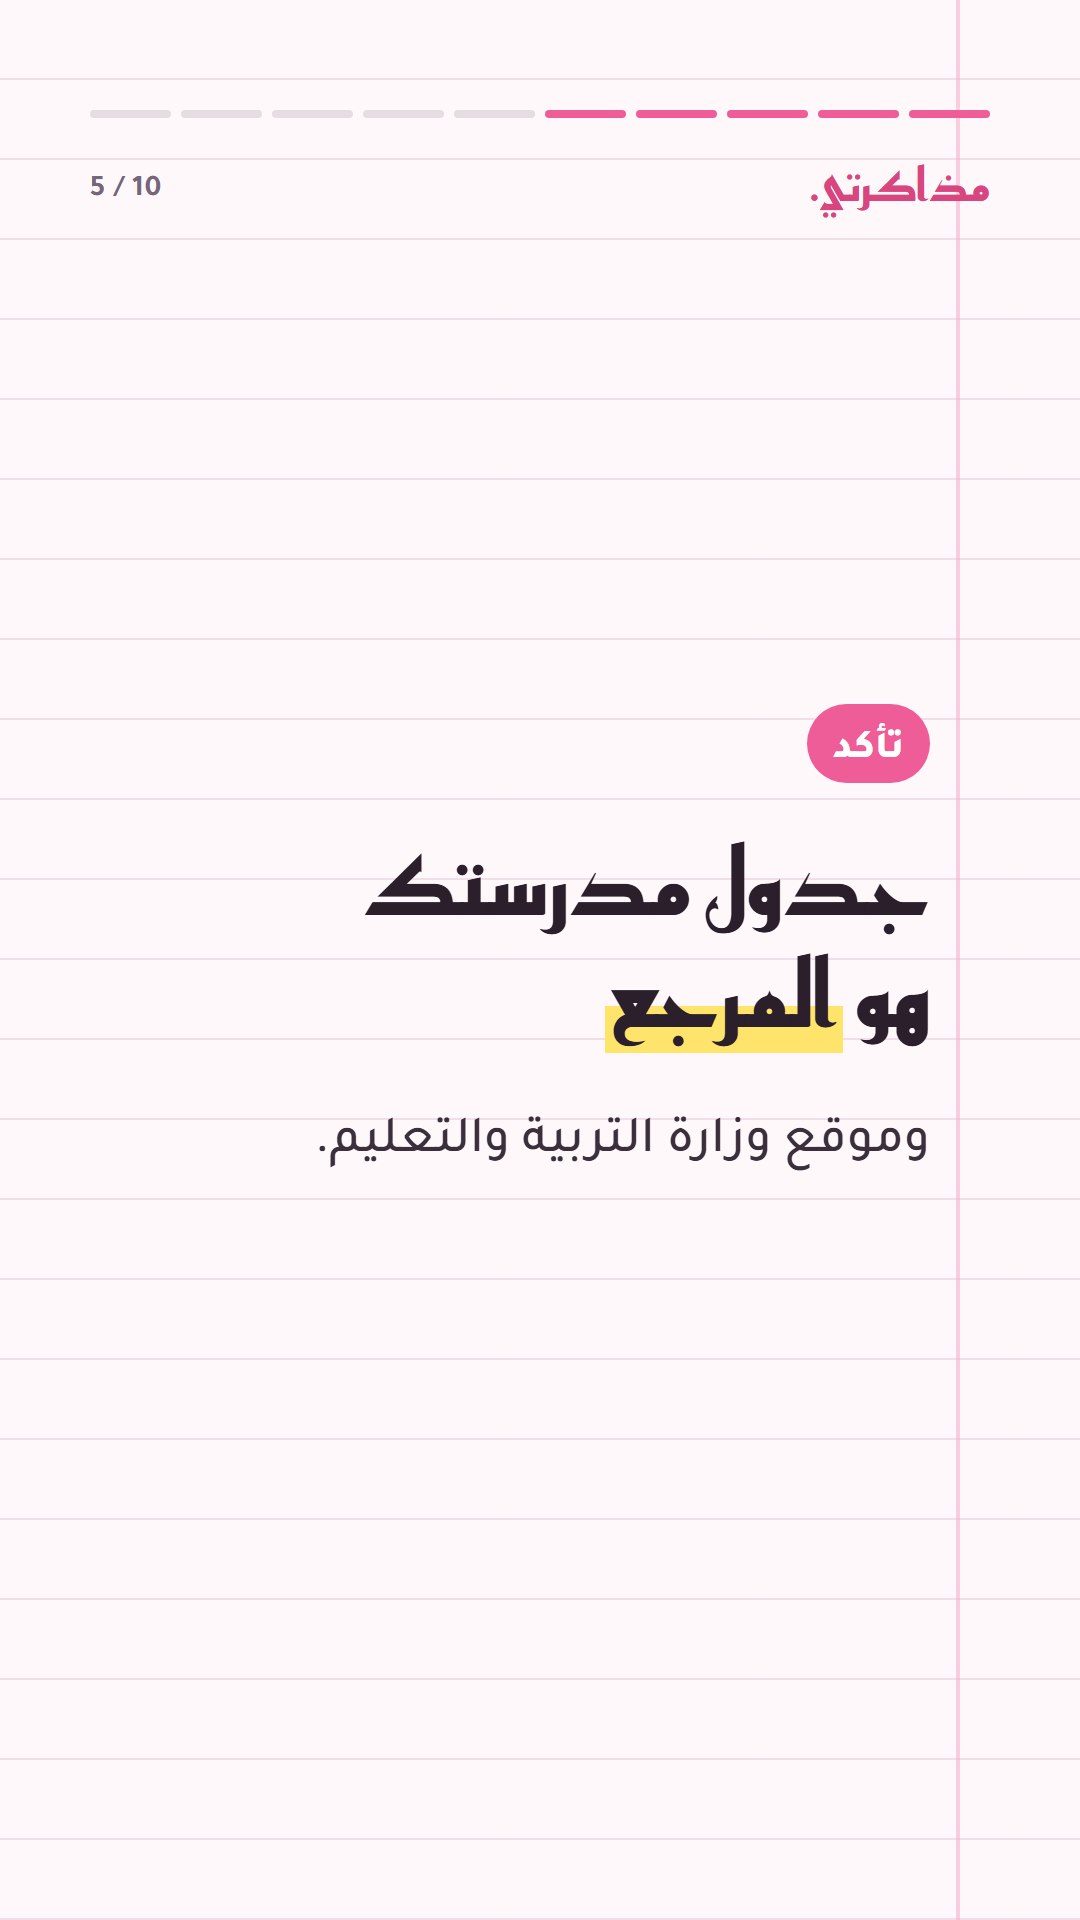 مذاكرتي.
5 / 10
تأكد
جدول مدرستك
هو المرجع
وموقع وزارة التربية والتعليم.